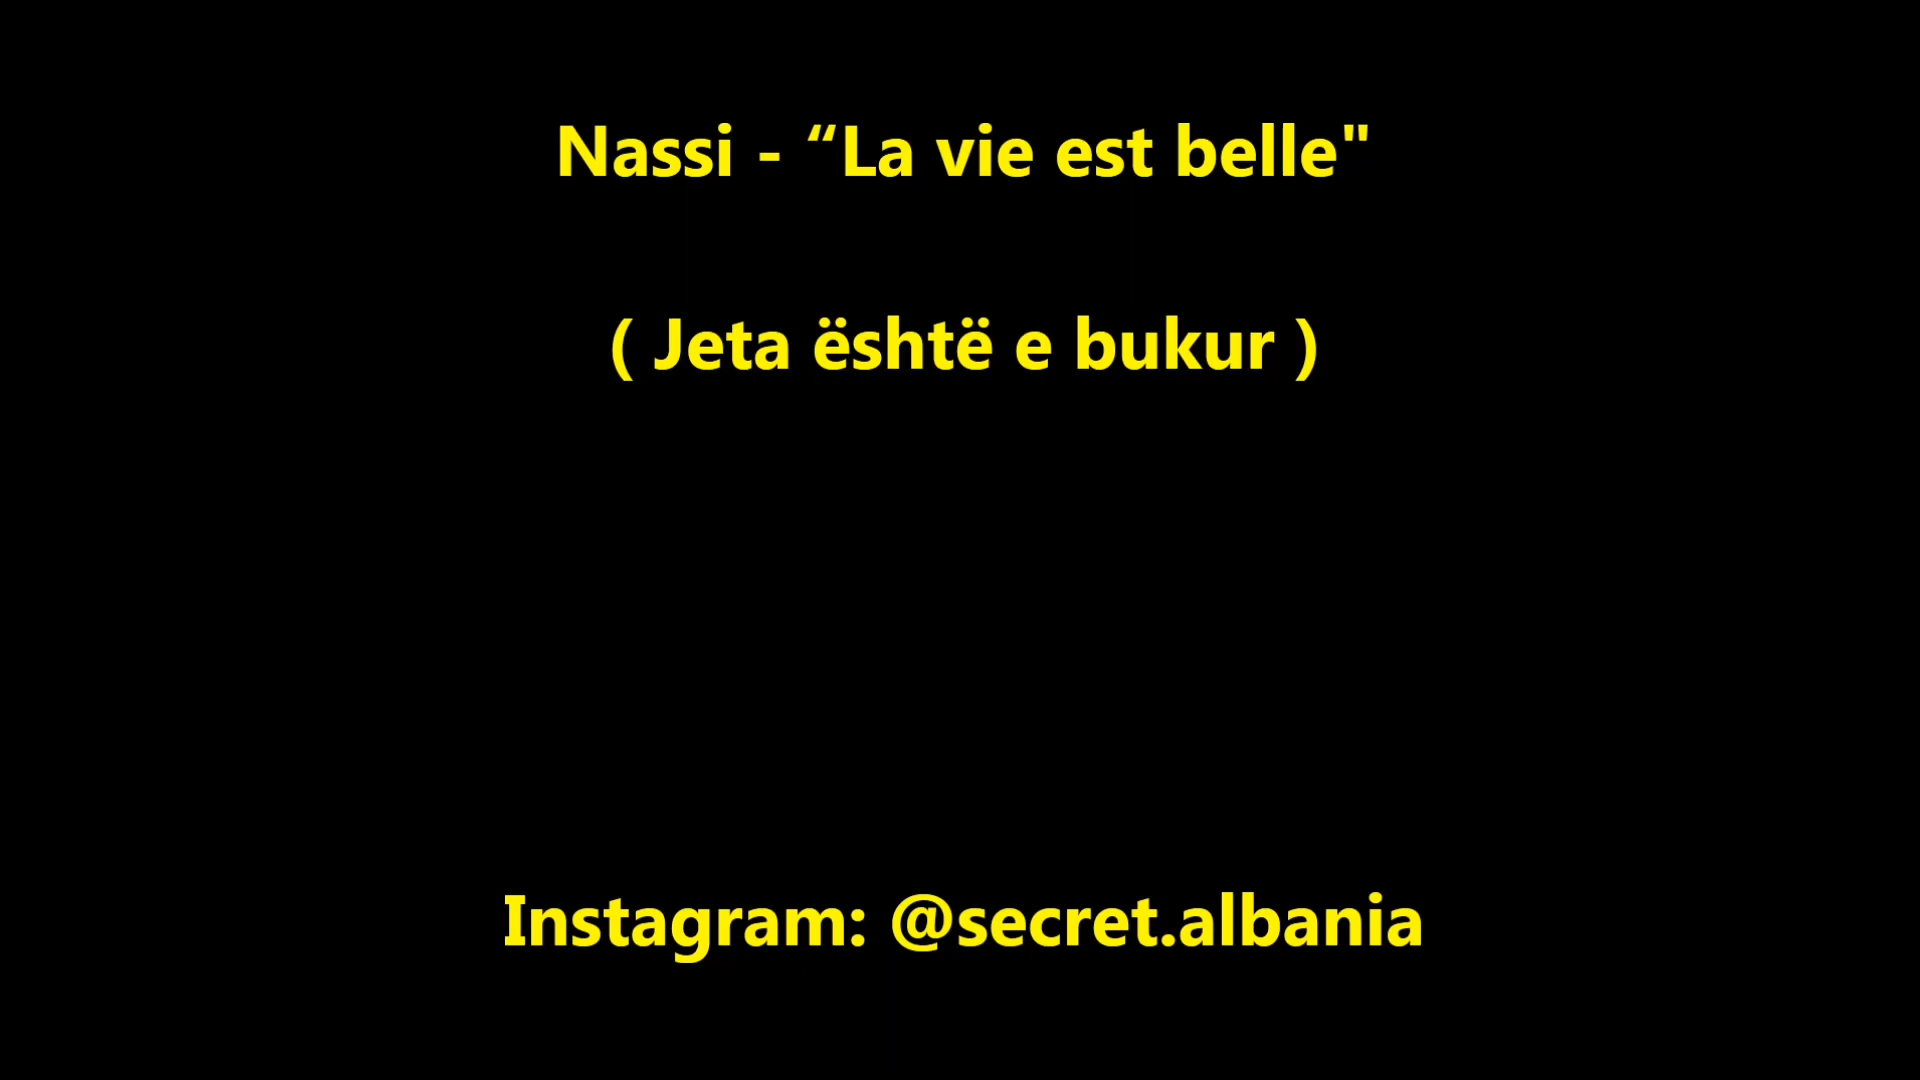 Nassi - “La vie est belle"
( Jeta është e bukur )
Instagram: @secret.albania